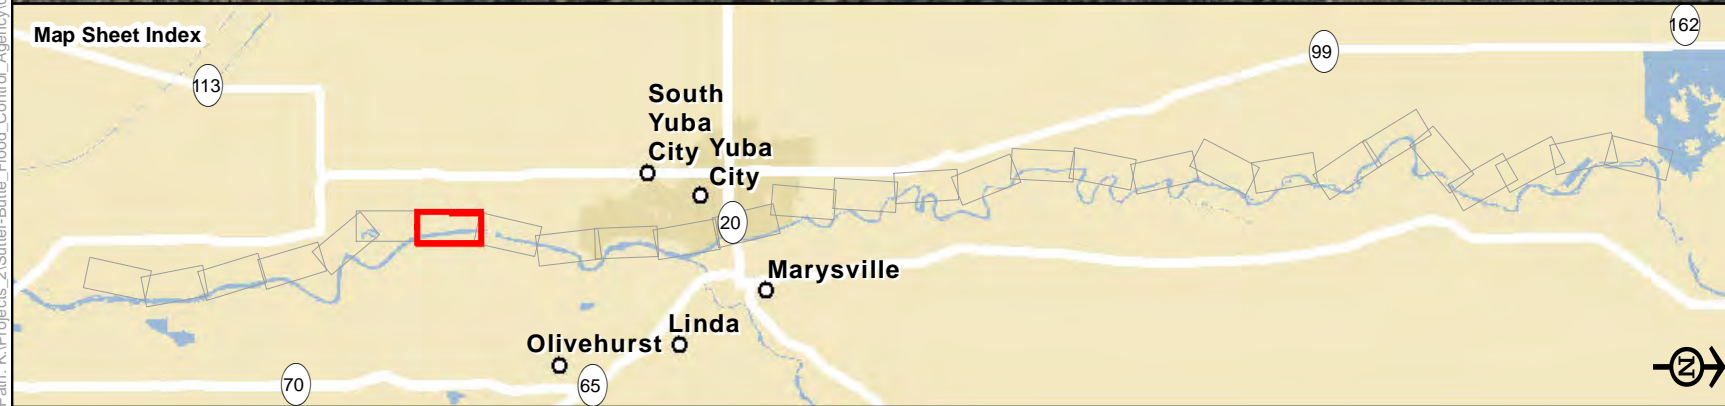 Map Sheet Index
162
99
113
South
Yuba
City
Yuba
City
20
Marysville
Linda
Olivehurst
70
65
N